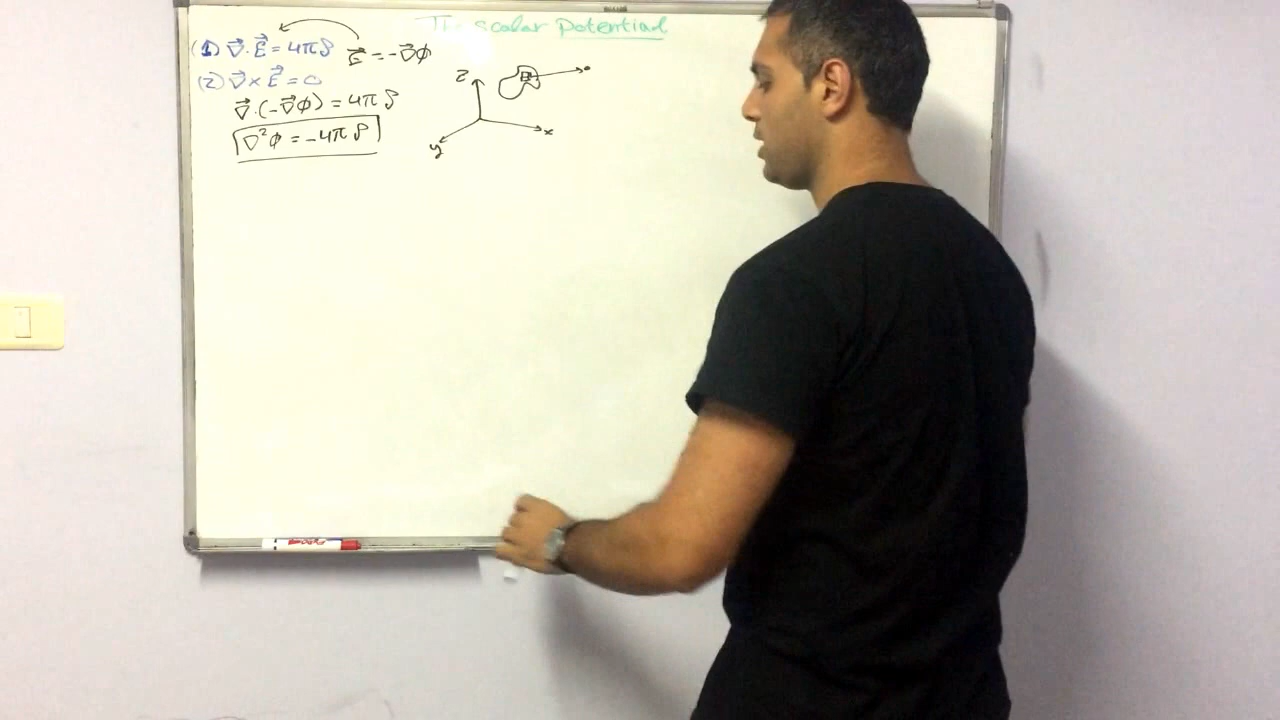 The scalar potential
(1) ∇⃗·E⃗ = 4πρ E⃗ = -∇⃗ϕ
(2) ∇⃗×E⃗ = 0
∇⃗·(-∇⃗ϕ) = 4πρ
∇²ϕ = -4πρ
z
x
y